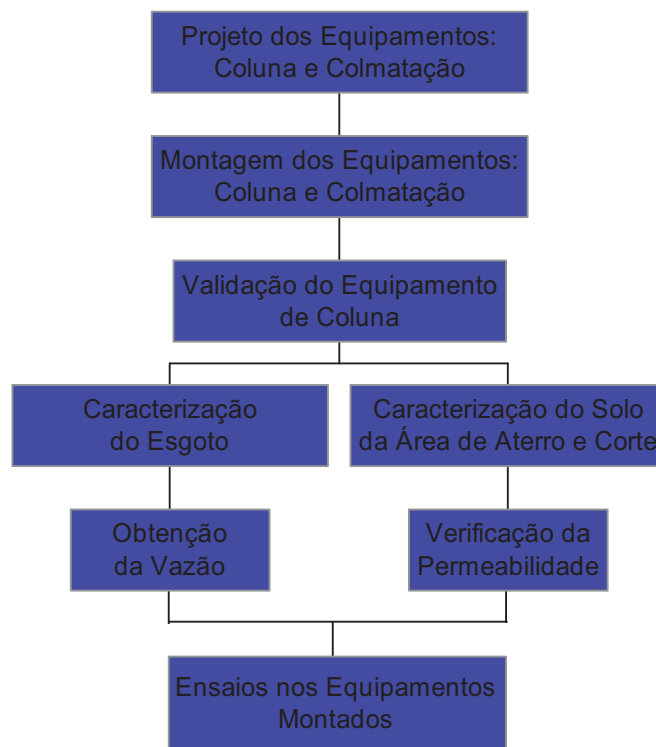 Projeto dos Equipamentos:
Coluna e Colmatação
Montagem dos Equipamentos:
Coluna e Colmatação
Validação do Equipamento
de Coluna
Caracterização
do Esgoto
Caracterização do Solo
da Área de Aterro e Corte
Obtenção
da Vazão
Verificação da
Permeabilidade
Ensaios nos Equipamentos
Montados